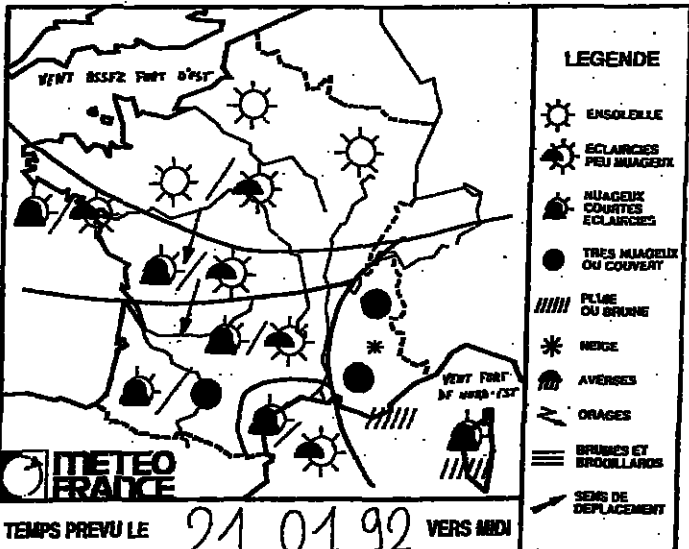 VENT ASSEZ FORT D'EST
VENT FORT
DE NORD-EST
METEO
FRANCE
TEMPS PREVU LE 21 01 92 VERS MIDI
LEGENDE
ENSOLEILLE
ECLAIRCIES
PEU NUAGEUX
NUAGEUX
COURTES
ECLAIRCIES
TRES NUAGEUX
OU COUVERT
PLUIE
OU BRUINE
NEIGE
AVERSES
ORAGES
BRUMES ET
BROUILLARDS
SENS DE
DEPLACEMENT